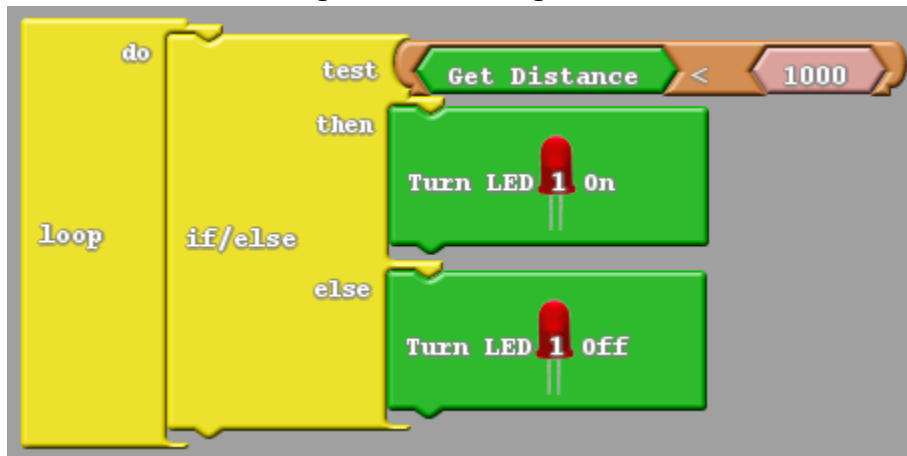 do
test Get Distance < 1000
then
Turn LED 1 On
loop if/else
else
Turn LED 1 Off